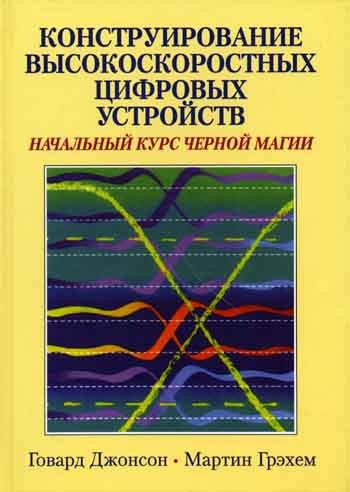 КОНСТРУИРОВАНИЕ
ВЫСОКОСКОРОСТНЫХ
ЦИФРОВЫХ
УСТРОЙСТВ
НАЧАЛЬНЫЙ КУРС ЧЕРНОЙ МАГИИ
Говард Джонсон • Мартин Грэхем